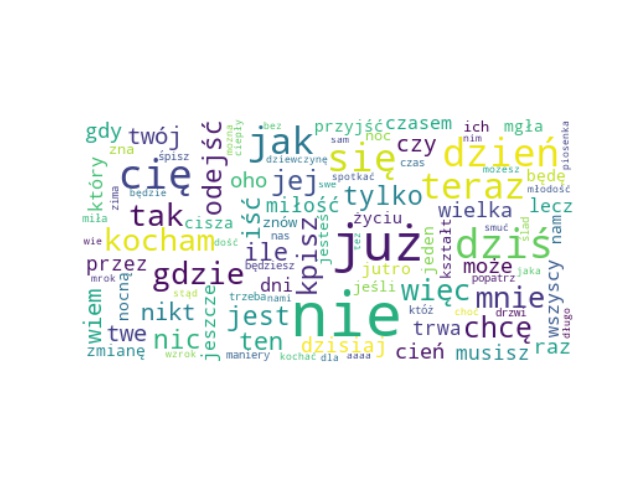 gdy twój zna śpisz cię odejść jak bez można ciepły przyjść czasem ich mgła piosenka
noc sam czy nim dzień
który zima będzie oho jej dziewczynę się czas teraz możesz będę młodość
spotkać swe tylko
miła tak cisza iść miłość życiu wielka lecz
znów jesteś
wie kocham dość ile nas kpisz też już jeden kształt dziś smuć ślad nam
przez gdzie będziesz dni jutro może jaka
mrok jeśli popatrz wszyscy
wiem nocną stąd jeszcze trzeba nami nie więc mnie
nikt jest któż choć drzwi długo
twe nic ten dzisiaj trwa chcę
zmianę wzrok maniery kochać dla aaaa cień musisz raz